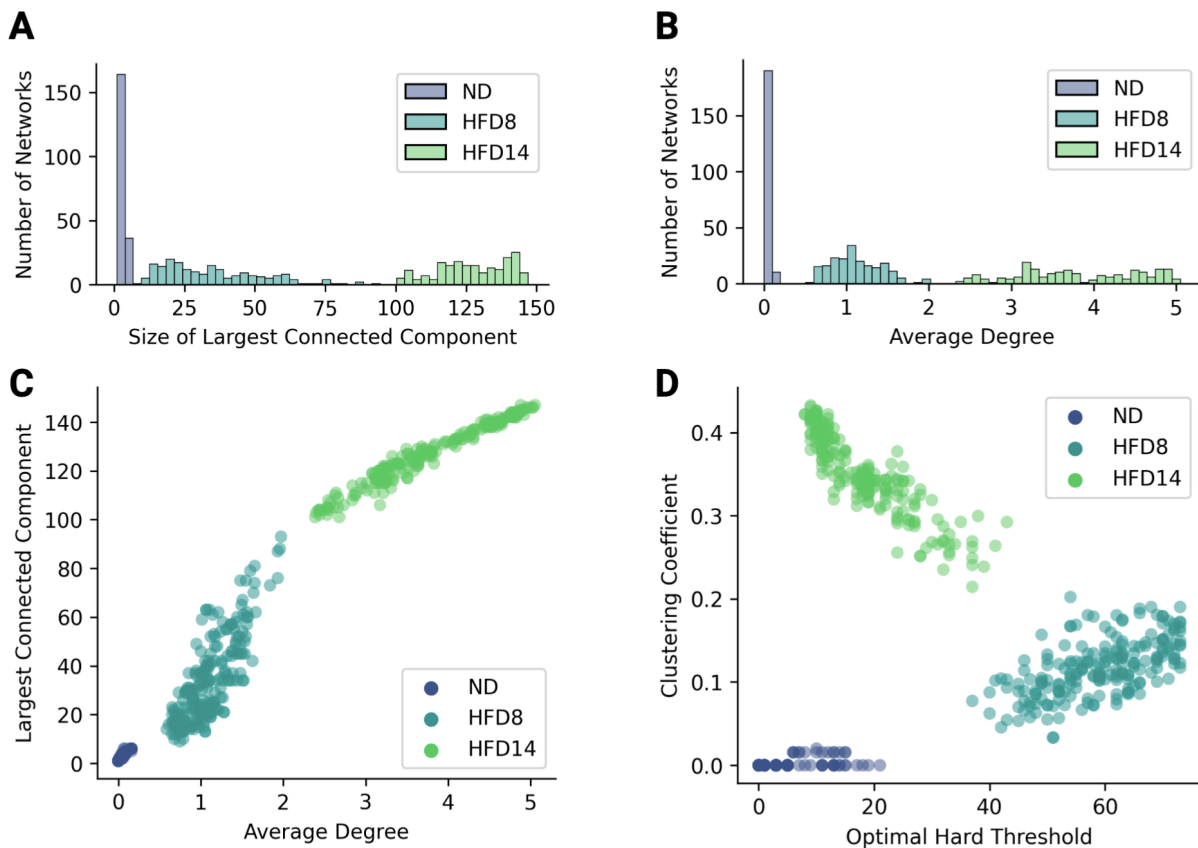 A
Number of Networks
150
100
50
0
0 25 50 75 100 125 150
Size of Largest Connected Component
ND
HFD8
HFD14
B
Number of Networks
150
100
50
0
0 1 2 3 4 5
Average Degree
ND
HFD8
HFD14
C
Largest Connected Component
140
120
100
80
60
40
20
0
0 1 2 3 4 5
Average Degree
ND
HFD8
HFD14
D
Clustering Coefficient
0.4
0.3
0.2
0.1
0.0
0 20 40 60
Optimal Hard Threshold
ND
HFD8
HFD14